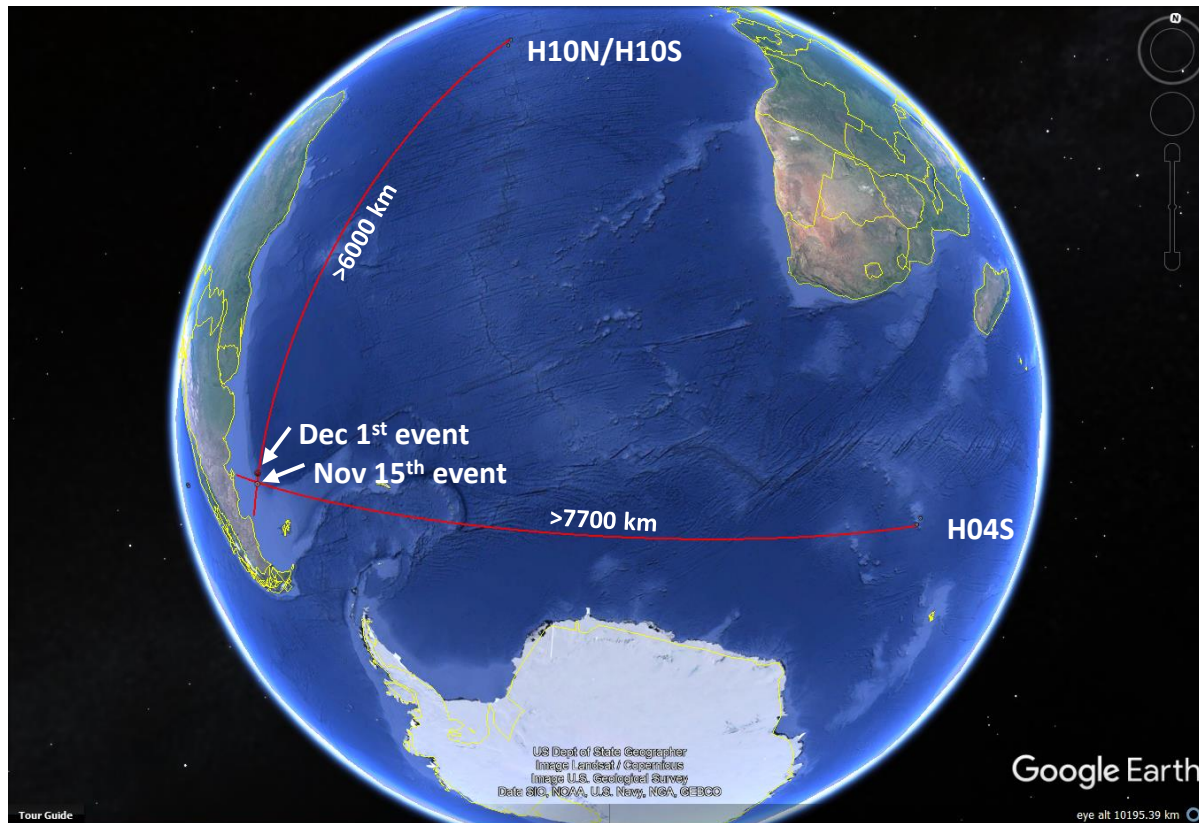 N
H10N/H10S
>6000 km
Dec 1st event
Nov 15th event
>7700 km
H04S
US Dept of State Geographer
Image Landsat / Copernicus
Image U.S. Geological Survey
Data SIO, NOAA, U.S. Navy, NGA, GEBCO
Google Earth
Tour Guide
eye alt 10195.39 km